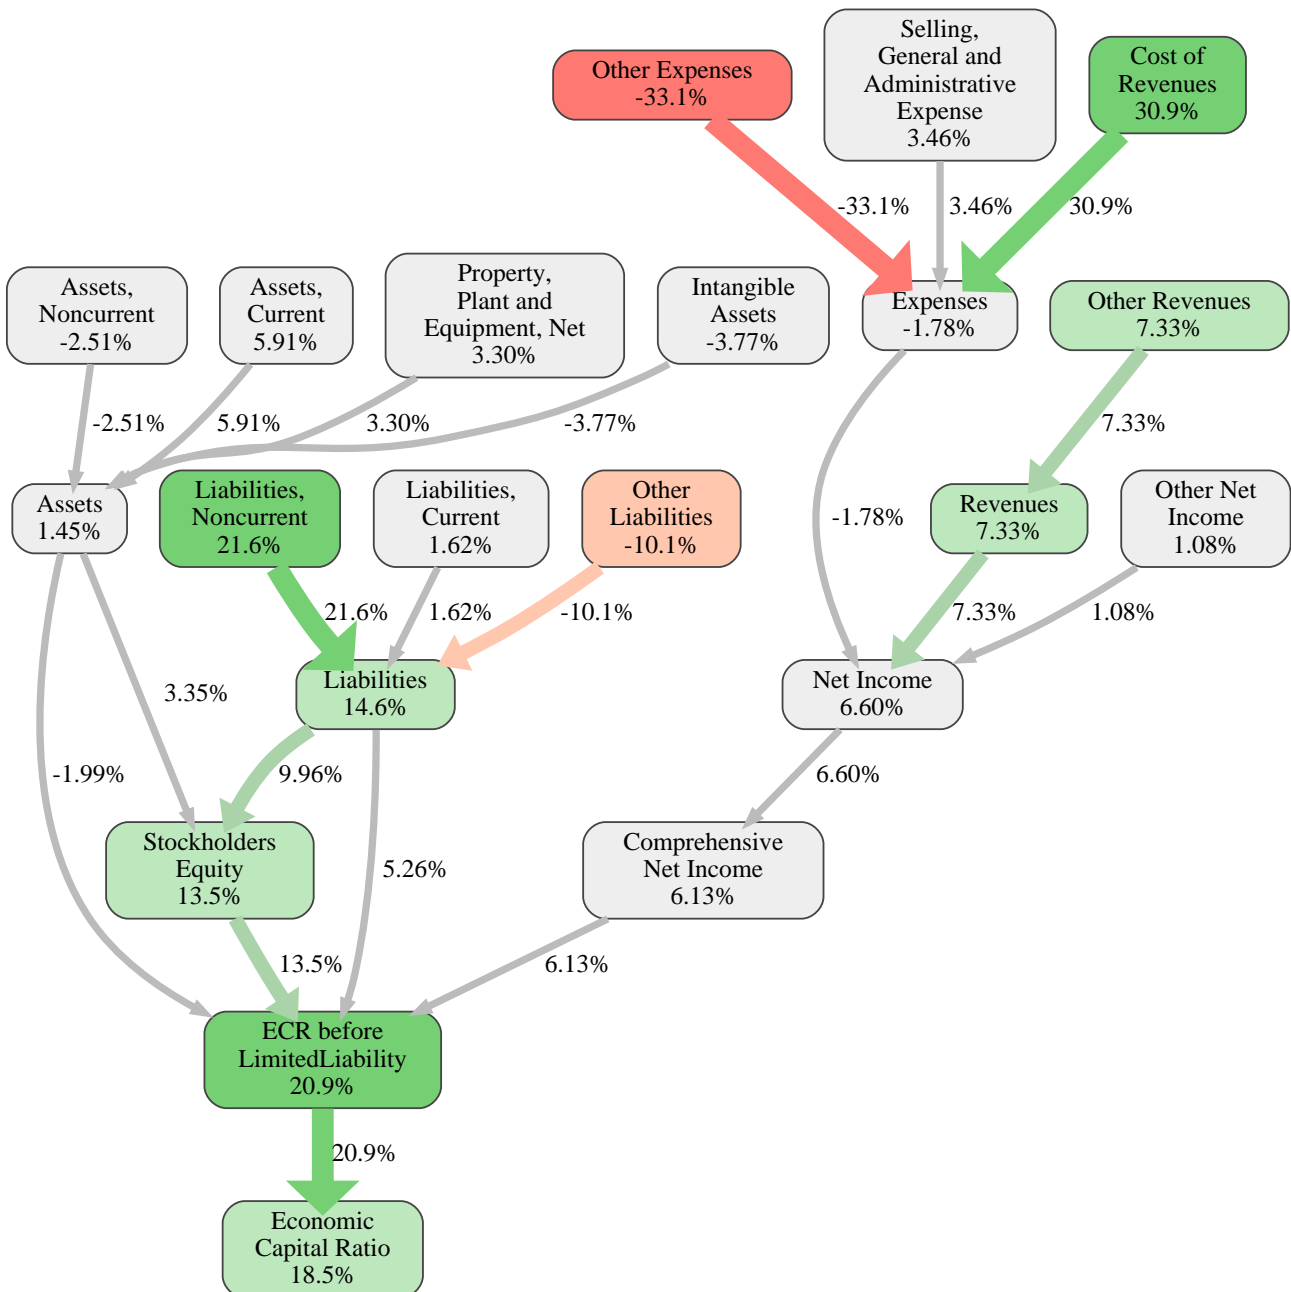 Selling,
General and
Administrative
Expense
3.46%
Other Expenses
-33.1%
Cost of
Revenues
30.9%
-33.1%
3.46%
30.9%
Assets,
Noncurrent
-2.51%
Assets,
Current
5.91%
Property,
Plant and
Equipment, Net
3.30%
Intangible
Assets
-3.77%
Expenses
-1.78%
Other Revenues
7.33%
-2.51%
5.91%
3.30%
-3.77%
7.33%
Assets
1.45%
Liabilities,
Noncurrent
21.6%
Liabilities,
Current
1.62%
Other
Liabilities
-10.1%
-1.78%
Revenues
7.33%
Other Net
Income
1.08%
21.6%
1.62%
-10.1%
7.33%
1.08%
3.35%
Liabilities
14.6%
Net Income
6.60%
-1.99%
9.96%
6.60%
Stockholders
Equity
13.5%
5.26%
Comprehensive
Net Income
6.13%
13.5%
6.13%
ECR before
LimitedLiability
20.9%
20.9%
Economic
Capital Ratio
18.5%